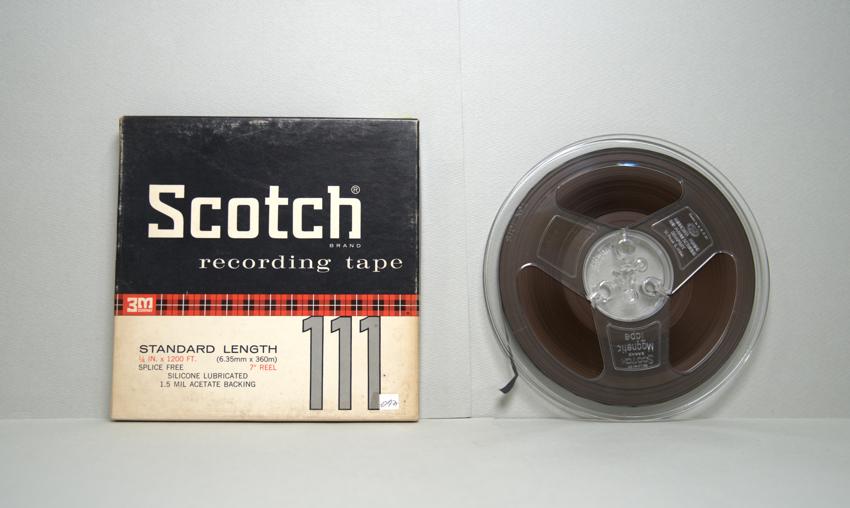 Scotch®
BRAND
recording tape
3M
COMPANY
STANDARD LENGTH
¼ IN. x 1200 FT. (6.35mm x 360m)
SPLICE FREE 7" REEL
SILICONE LUBRICATED
1.5 MIL ACETATE BACKING
111
Scotch
BRAND
Magnetic
Tape